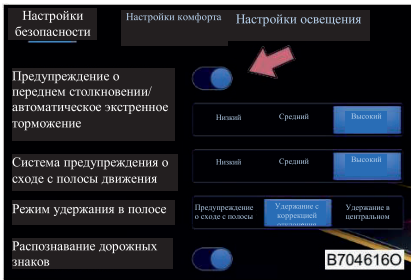 Настройки
безопасности
Настройки комфорта
Настройки освещения
Предупреждение о
переднем столкновении/
автоматическое экстренное
торможение
Низкий
Средний
Высокий
Система предупреждения о
сходе с полосы движения
Низкий
Средний
Высокий
Режим удержания в полосе
Предупреждение
о сходе с полосы
Удержание с
коррекцией
Удержание в
центральном
Распознавание дорожных
знаков
B704616O